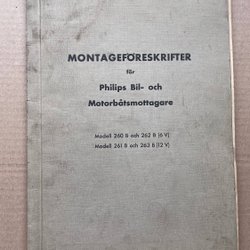 MONTAGEFÖRESKRIFTER
för
Philips Bil- och
Motorbåtsmottagare
Modell 260 B och 262 B (6 V)
Modell 261 B och 263 B (12 V)